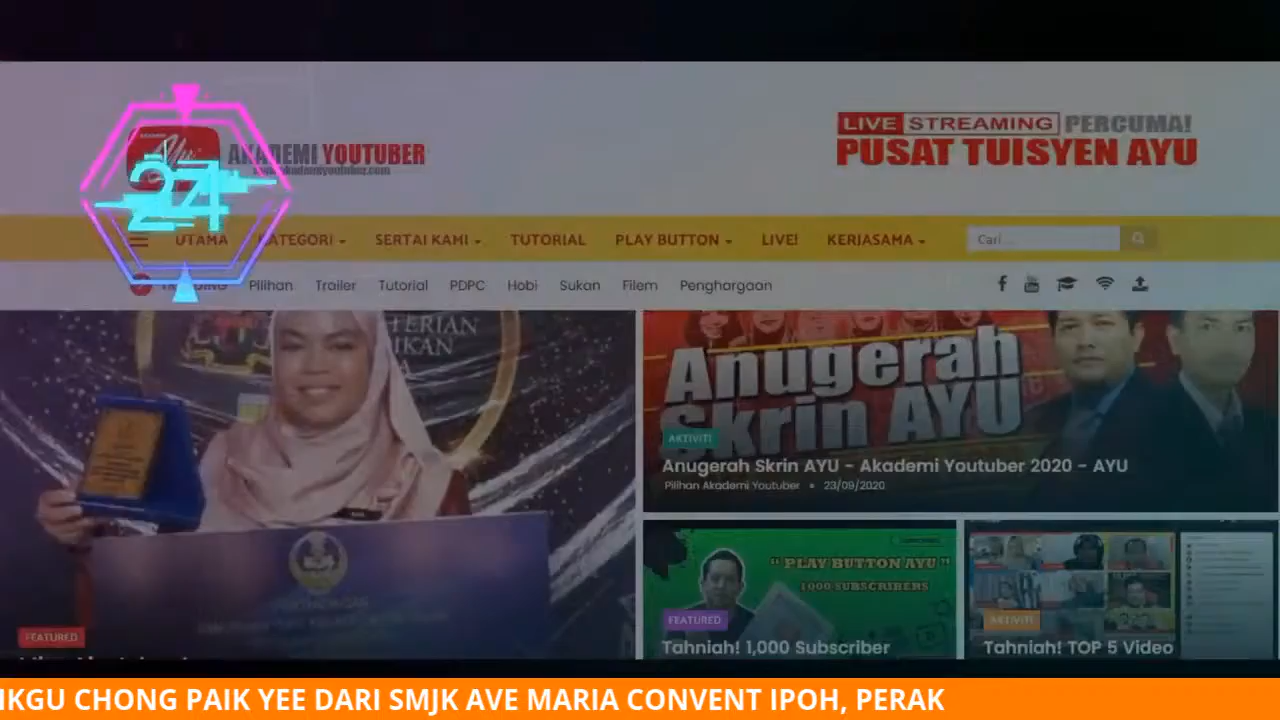 AKADEMI YOUTUBER
24
LIVE STREAMING PERCUMA!
PUSAT TUISYEN AYU
UTAMA
KATEGORI
SERTAI KAMI
TUTORIAL
PLAY BUTTON
LIVE!
KERJASAMA
Cari ...
Pilihan
Trailer
Tutorial
PDPC
Hobi
Sukan
Filem
Penghargaan
Anugerah
Skrin AYU
AKTIVITI
Anugerah Skrin AYU - Akademi Youtuber 2020 - AYU
Pilihan Akademi Youtuber • 23/09/2020
FEATURED
" PLAY BUTTON AYU "
1000 SUBSCRIBERS
FEATURED
Tahniah! 1,000 Subscriber
AKTIVITI
Tahniah! TOP 5 Video
IKGU CHONG PAIK YEE DARI SMJK AVE MARIA CONVENT IPOH, PERAK